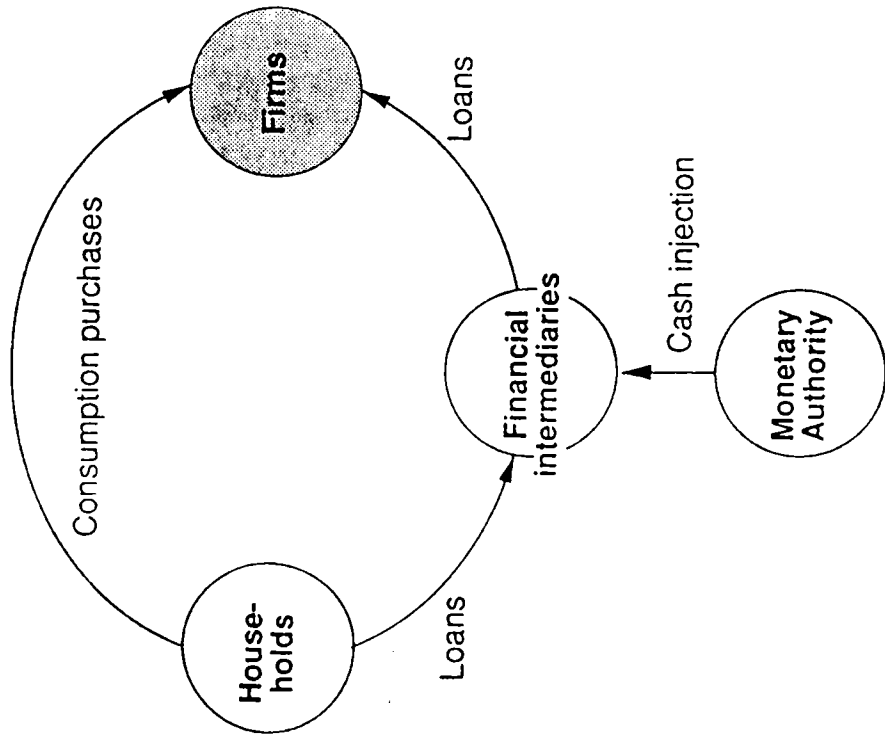 Consumption purchases
House-
holds
Firms
Loans
Loans
Financial
intermediaries
Cash injection
Monetary
Authority